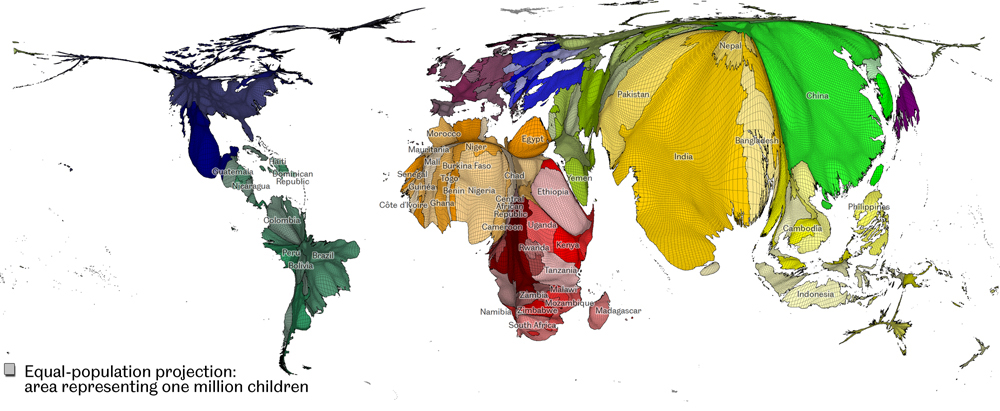 Nepal
Pakistan
China
India
Bangladesh
Morocco
Egypt
Mauritania
Niger
Mali
Burkina Faso
Senegal
Togo
Chad
Yemen
Guinea
Benin
Nigeria
Ethiopia
Côte d'Ivoire
Ghana
Central
African
Republic
Cameroon
Uganda
Rwanda
Kenya
Tanzania
Malawi
Zambia
Mozambique
Namibia
Zimbabwe
Madagascar
South Africa
Haiti
Guatemala
Dominican
Republic
Nicaragua
Colombia
Peru
Brazil
Bolivia
Philippines
Cambodia
Indonesia
Equal-population projection:
area representing one million children